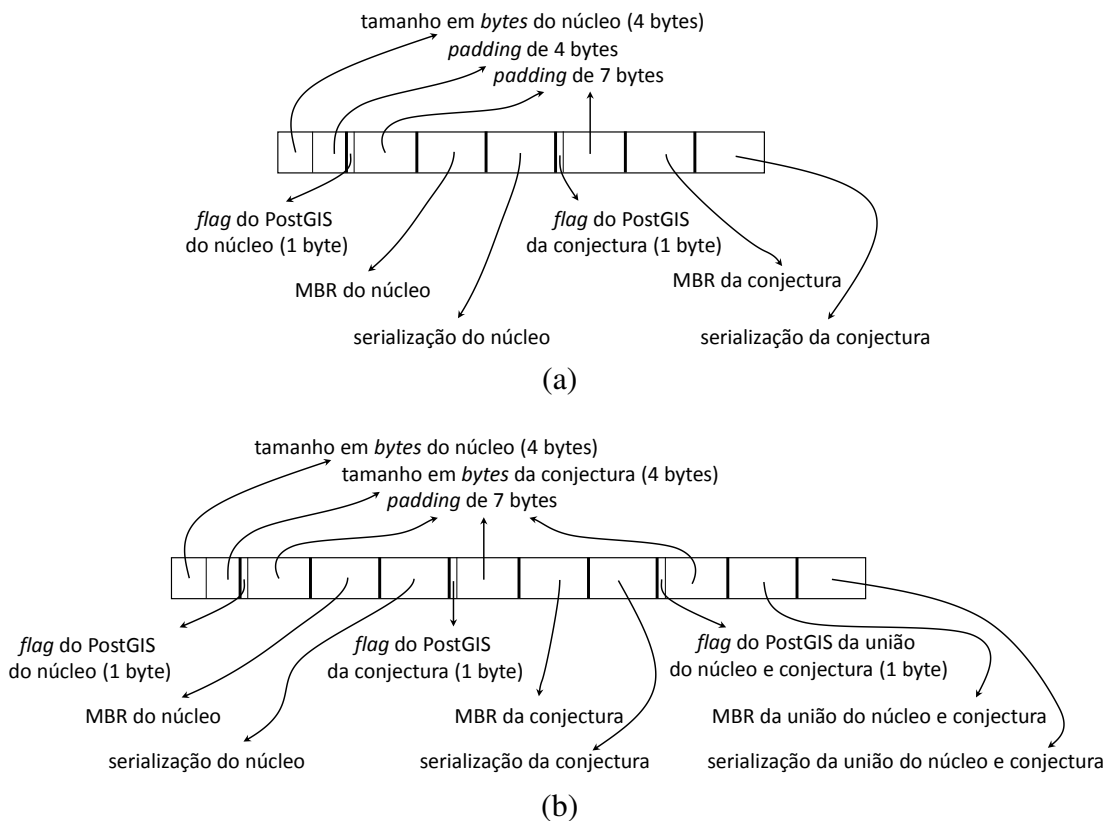 tamanho em bytes do núcleo (4 bytes)
padding de 4 bytes
padding de 7 bytes
flag do PostGIS
do núcleo (1 byte)
flag do PostGIS
da conjectura (1 byte)
MBR do núcleo
MBR da conjectura
serialização do núcleo
serialização da conjectura
(a)
tamanho em bytes do núcleo (4 bytes)
tamanho em bytes da conjectura (4 bytes)
padding de 7 bytes
flag do PostGIS
do núcleo (1 byte)
flag do PostGIS
da conjectura (1 byte)
flag do PostGIS da união
do núcleo e conjectura (1 byte)
MBR do núcleo
MBR da conjectura
MBR da união do núcleo e conjectura
serialização do núcleo
serialização da conjectura
serialização da união do núcleo e conjectura
(b)